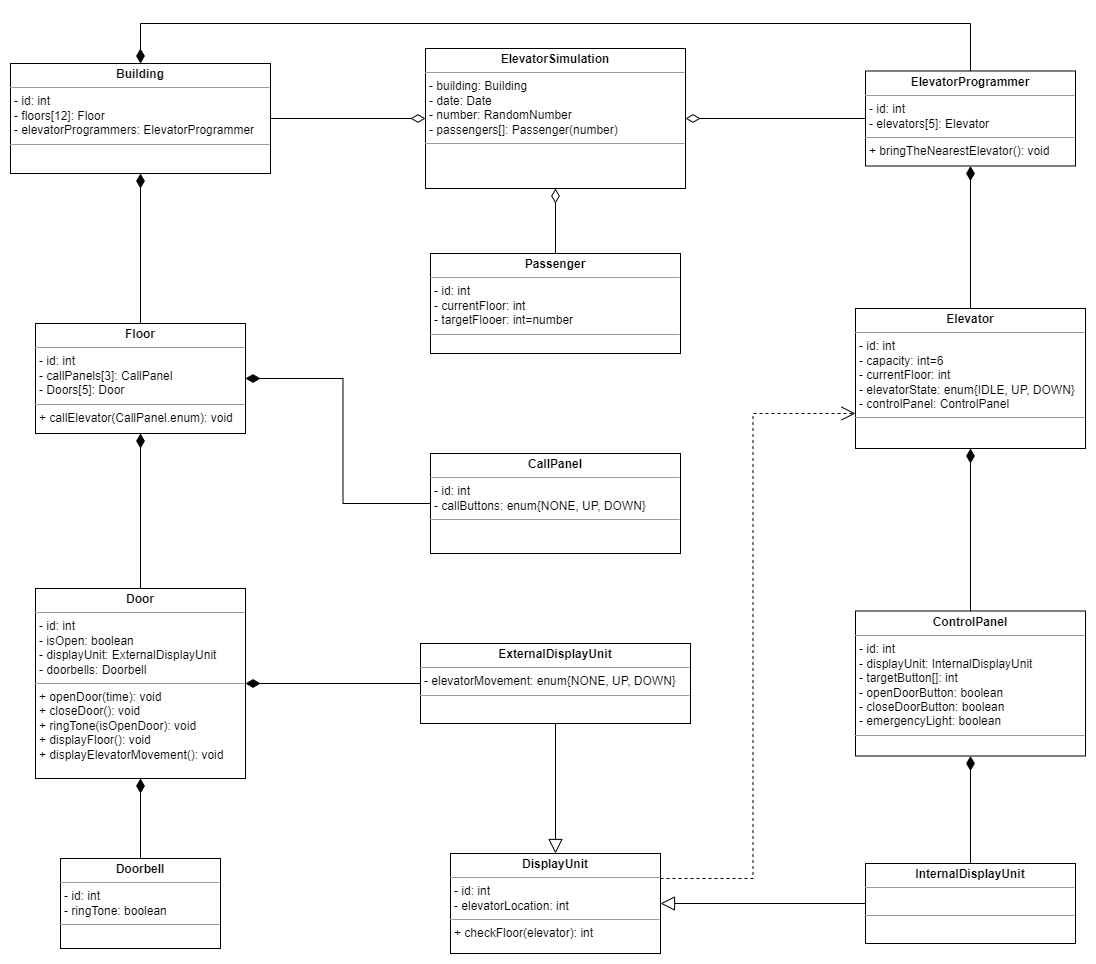 Building
- id: int
- floors[12]: Floor
- elevatorProgrammers: ElevatorProgrammer
ElevatorSimulation
- building: Building
- date: Date
- number: RandomNumber
- passengers[]: Passenger(number)
ElevatorProgrammer
- id: int
- elevators[5]: Elevator
+ bringTheNearestElevator(): void
Passenger
- id: int
- currentFloor: int
- targetFlooer: int=number
Floor
- id: int
- callPanels[3]: CallPanel
- Doors[5]: Door
+ callElevator(CallPanel.enum): void
Elevator
- id: int
- capacity: int=6
- currentFloor: int
- elevatorState: enum{IDLE, UP, DOWN}
- controlPanel: ControlPanel
CallPanel
- id: int
- callButtons: enum{NONE, UP, DOWN}
Door
- id: int
- isOpen: boolean
- displayUnit: ExternalDisplayUnit
- doorbells: Doorbell
+ openDoor(time): void
+ closeDoor(): void
+ ringTone(isOpenDoor): void
+ displayFloor(): void
+ displayElevatorMovement(): void
ExternalDisplayUnit
- elevatorMovement: enum{NONE, UP, DOWN}
ControlPanel
- id: int
- displayUnit: InternalDisplayUnit
- targetButton[]: int
- openDoorButton: boolean
- closeDoorButton: boolean
- emergencyLight: boolean
Doorbell
- id: int
- ringTone: boolean
DisplayUnit
- id: int
- elevatorLocation: int
+ checkFloor(elevator): int
InternalDisplayUnit